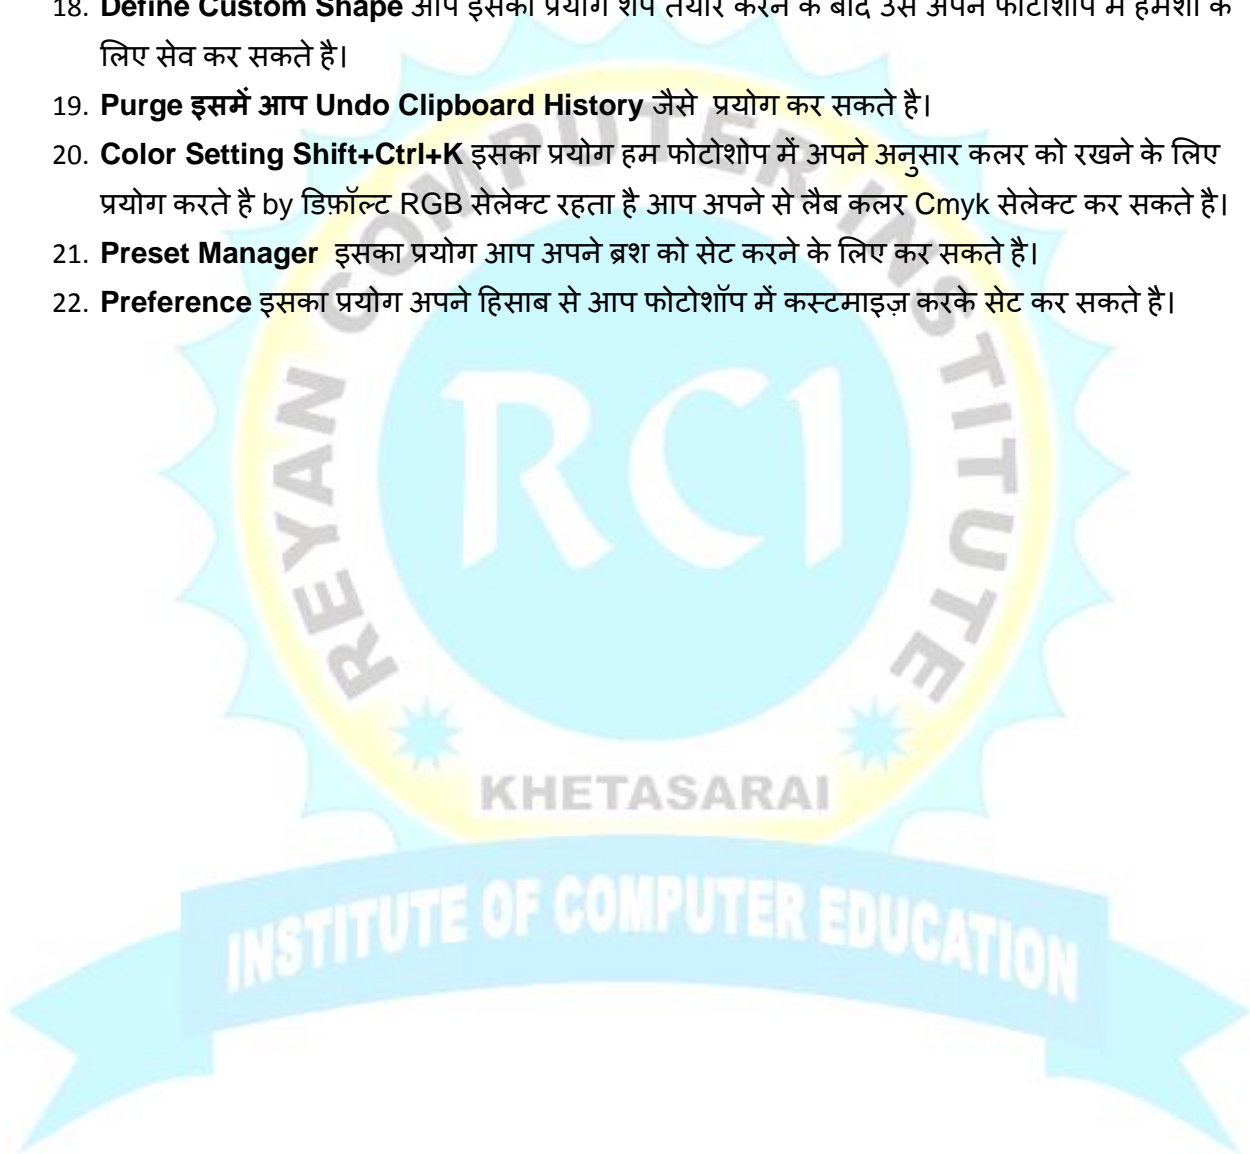 18. Define Custom Shape आप इसका प्रयोग शेप तैयार करने के बाद उसे अपने फोटोशॉप में हमेशा के
लिए सेव कर सकते है।
19. Purge इसमें आप Undo Clipboard History जैसे प्रयोग कर सकते है।
20. Color Setting Shift+Ctrl+K इसका प्रयोग हम फोटोशोप में अपने अनुसार कलर को रखने के लिए
प्रयोग करते है by डिफ़ॉल्ट RGB सेलेक्ट रहता है आप अपने से लैब कलर Cmyk सेलेक्ट कर सकते है।
21. Preset Manager इसका प्रयोग आप अपने ब्रश को सेट करने के लिए कर सकते है।
22. Preference इसका प्रयोग अपने हिसाब से आप फोटोशॉप में कस्टमाइज़ करके सेट कर सकते है।
REYAN COMPUTER INSTITUTE
RCI
KHETASARAI
INSTITUTE OF COMPUTER EDUCATION